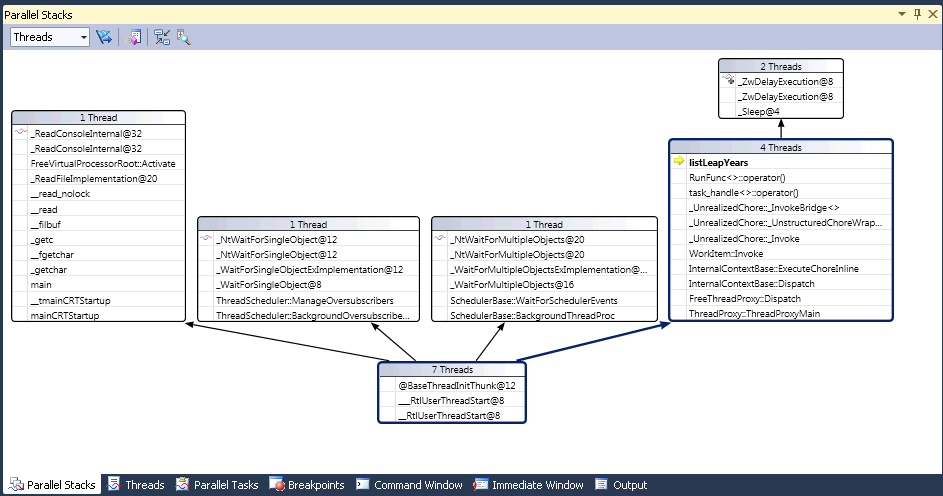 Parallel Stacks
Threads
2 Threads
_ZwDelayExecution@8
_ZwDelayExecution@8
_Sleep@4
1 Thread
_ReadConsoleInternal@32
_ReadConsoleInternal@32
FreeVirtualProcessorRoot::Activate
_ReadFileImplementation@20
__read_nolock
__read
__filbuf
_getc
__fgetchar
_getchar
main
__tmainCRTStartup
mainCRTStartup
1 Thread
_NtWaitForSingleObject@12
_NtWaitForSingleObject@12
_WaitForSingleObjectExImplementation@12
_WaitForSingleObject@8
ThreadScheduler::ManageOversubscribers
ThreadScheduler::BackgroundOversubscribe...
1 Thread
_NtWaitForMultipleObjects@20
_NtWaitForMultipleObjects@20
_WaitForMultipleObjectsExImplementation@...
_WaitForMultipleObjects@16
SchedulerBase::WaitForSchedulerEvents
SchedulerBase::BackgroundThreadProc
4 Threads
listLeapYears
RunFunc<>::operator()
task_handle<>::operator()
_UnrealizedChore::_InvokeBridge<>
_UnrealizedChore::_UnstructuredChoreWrap...
_UnrealizedChore::_Invoke
WorkItem::Invoke
InternalContextBase::ExecuteChoreInline
InternalContextBase::Dispatch
FreeThreadProxy::Dispatch
ThreadProxy::ThreadProxyMain
7 Threads
@BaseThreadInitThunk@12
___RtlUserThreadStart@8
__RtlUserThreadStart@8
Parallel Stacks
Threads
Parallel Tasks
Breakpoints
Command Window
Immediate Window
Output